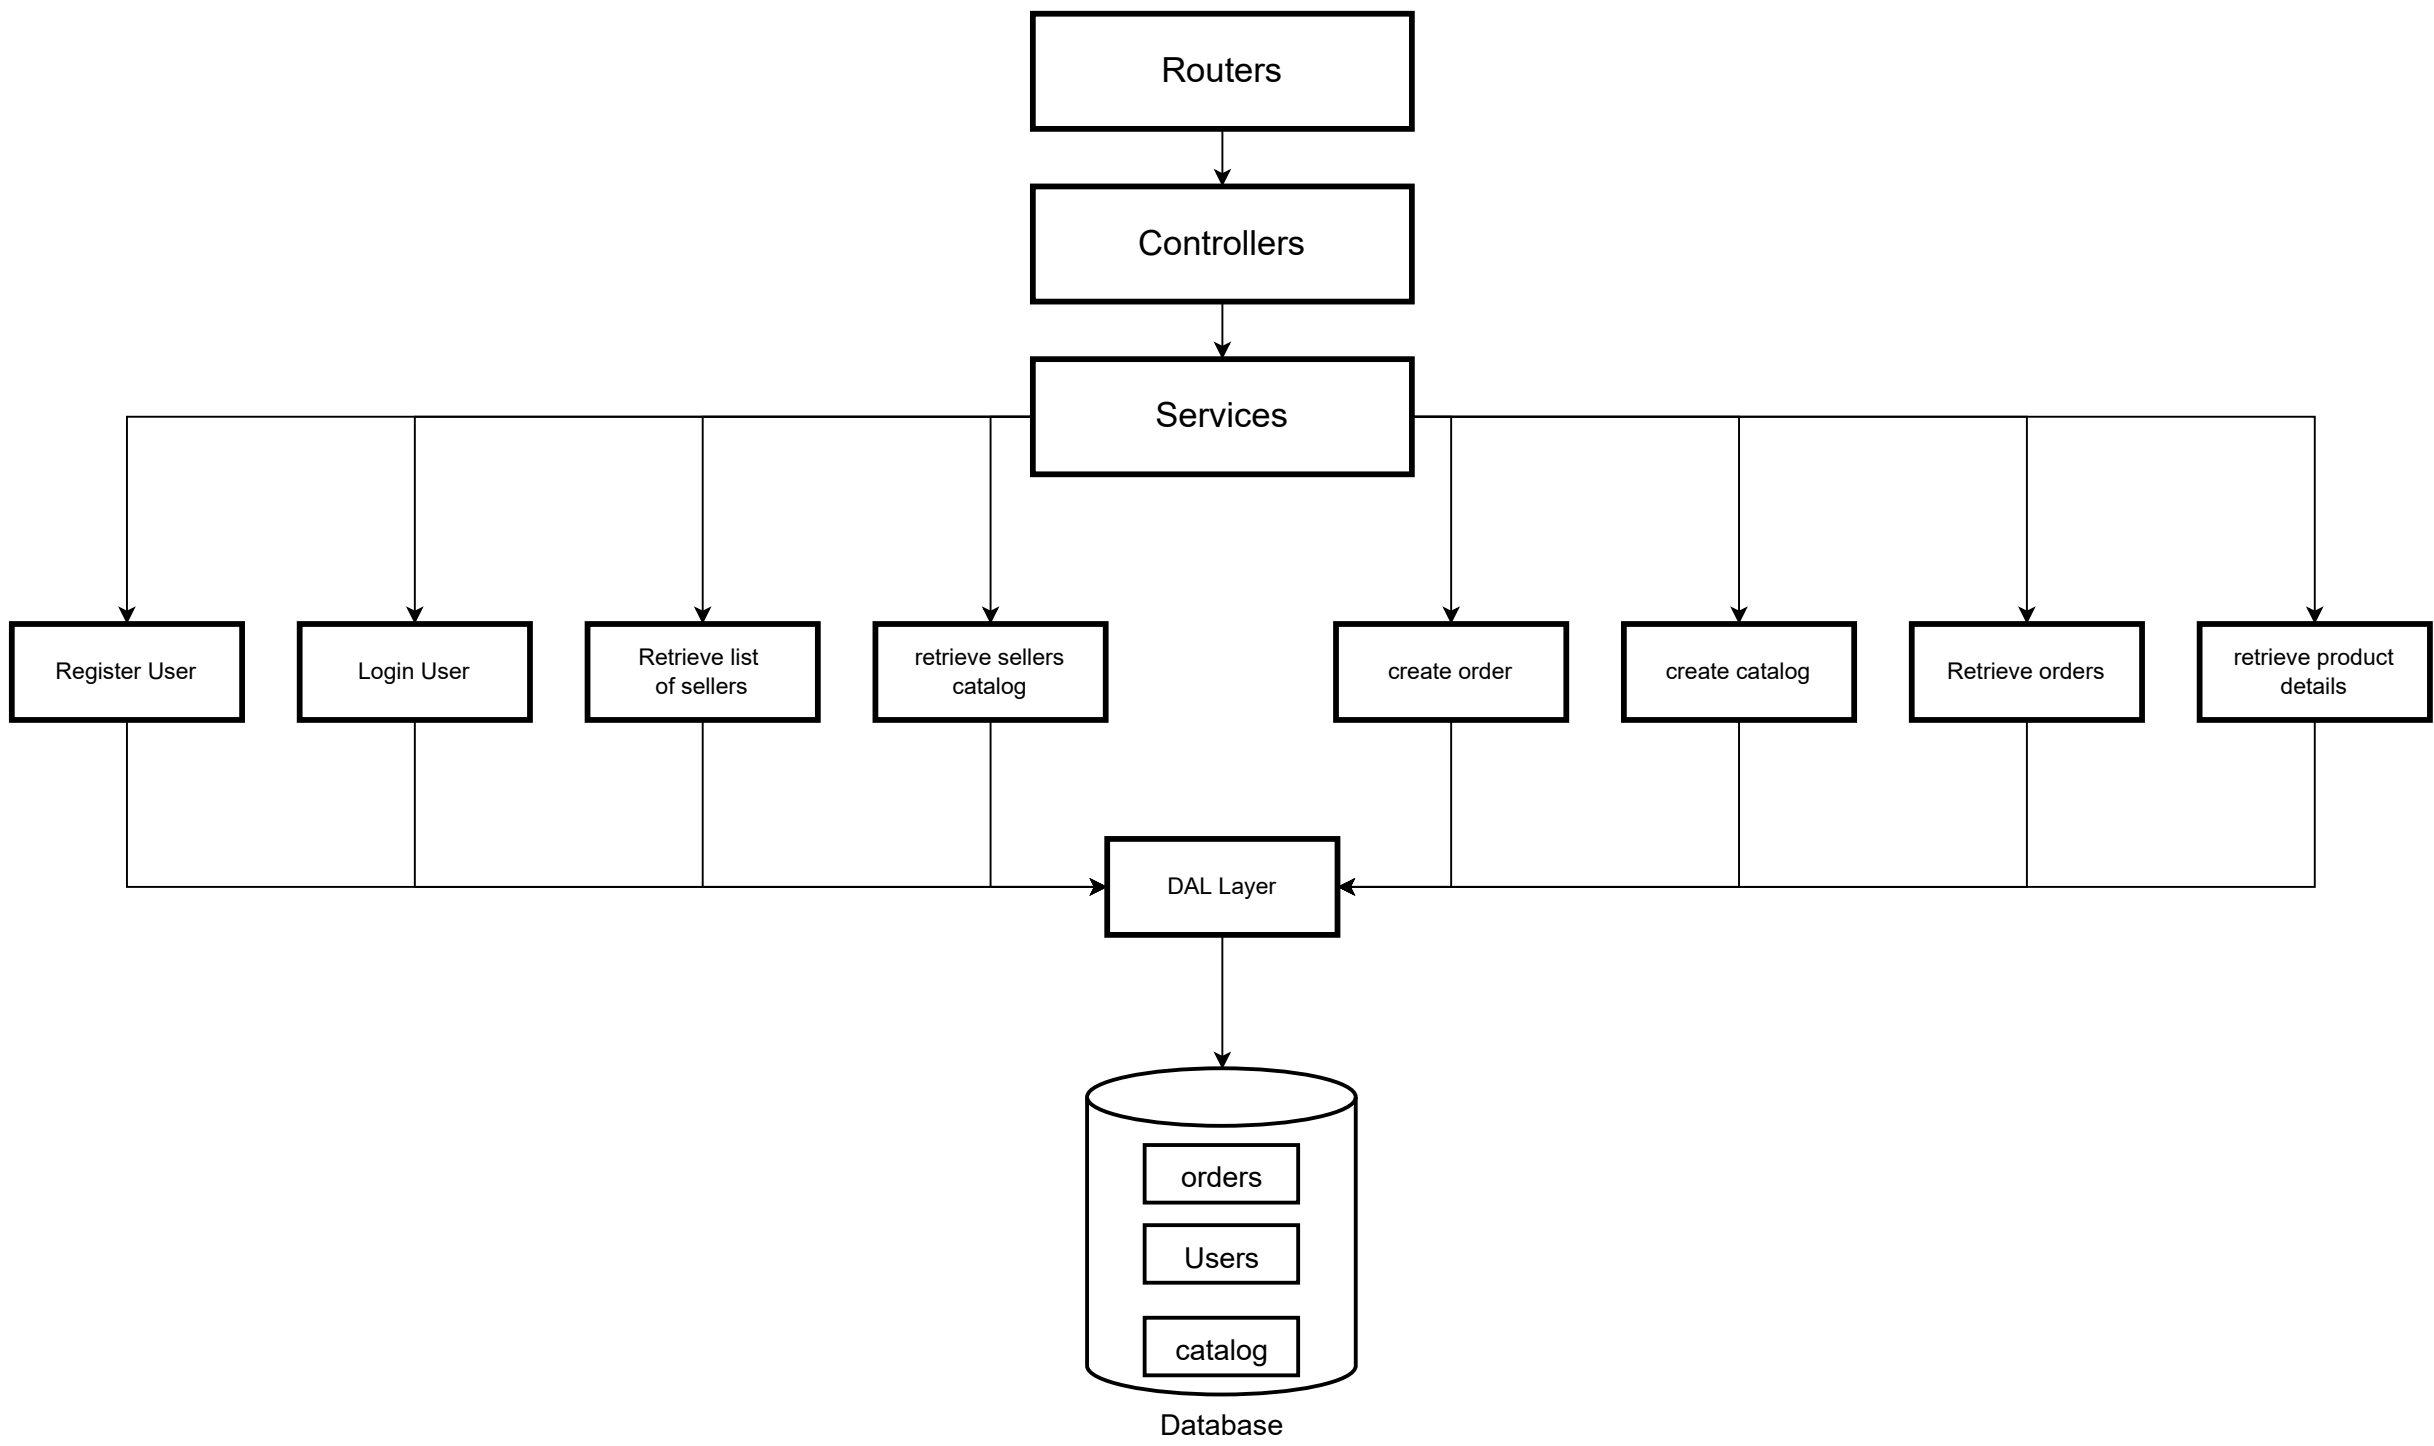 Routers
Controllers
Services
Register User
Login User
Retrieve list
of sellers
retrieve sellers
catalog
create order
create catalog
Retrieve orders
retrieve product
details
DAL Layer
orders
Users
catalog
Database